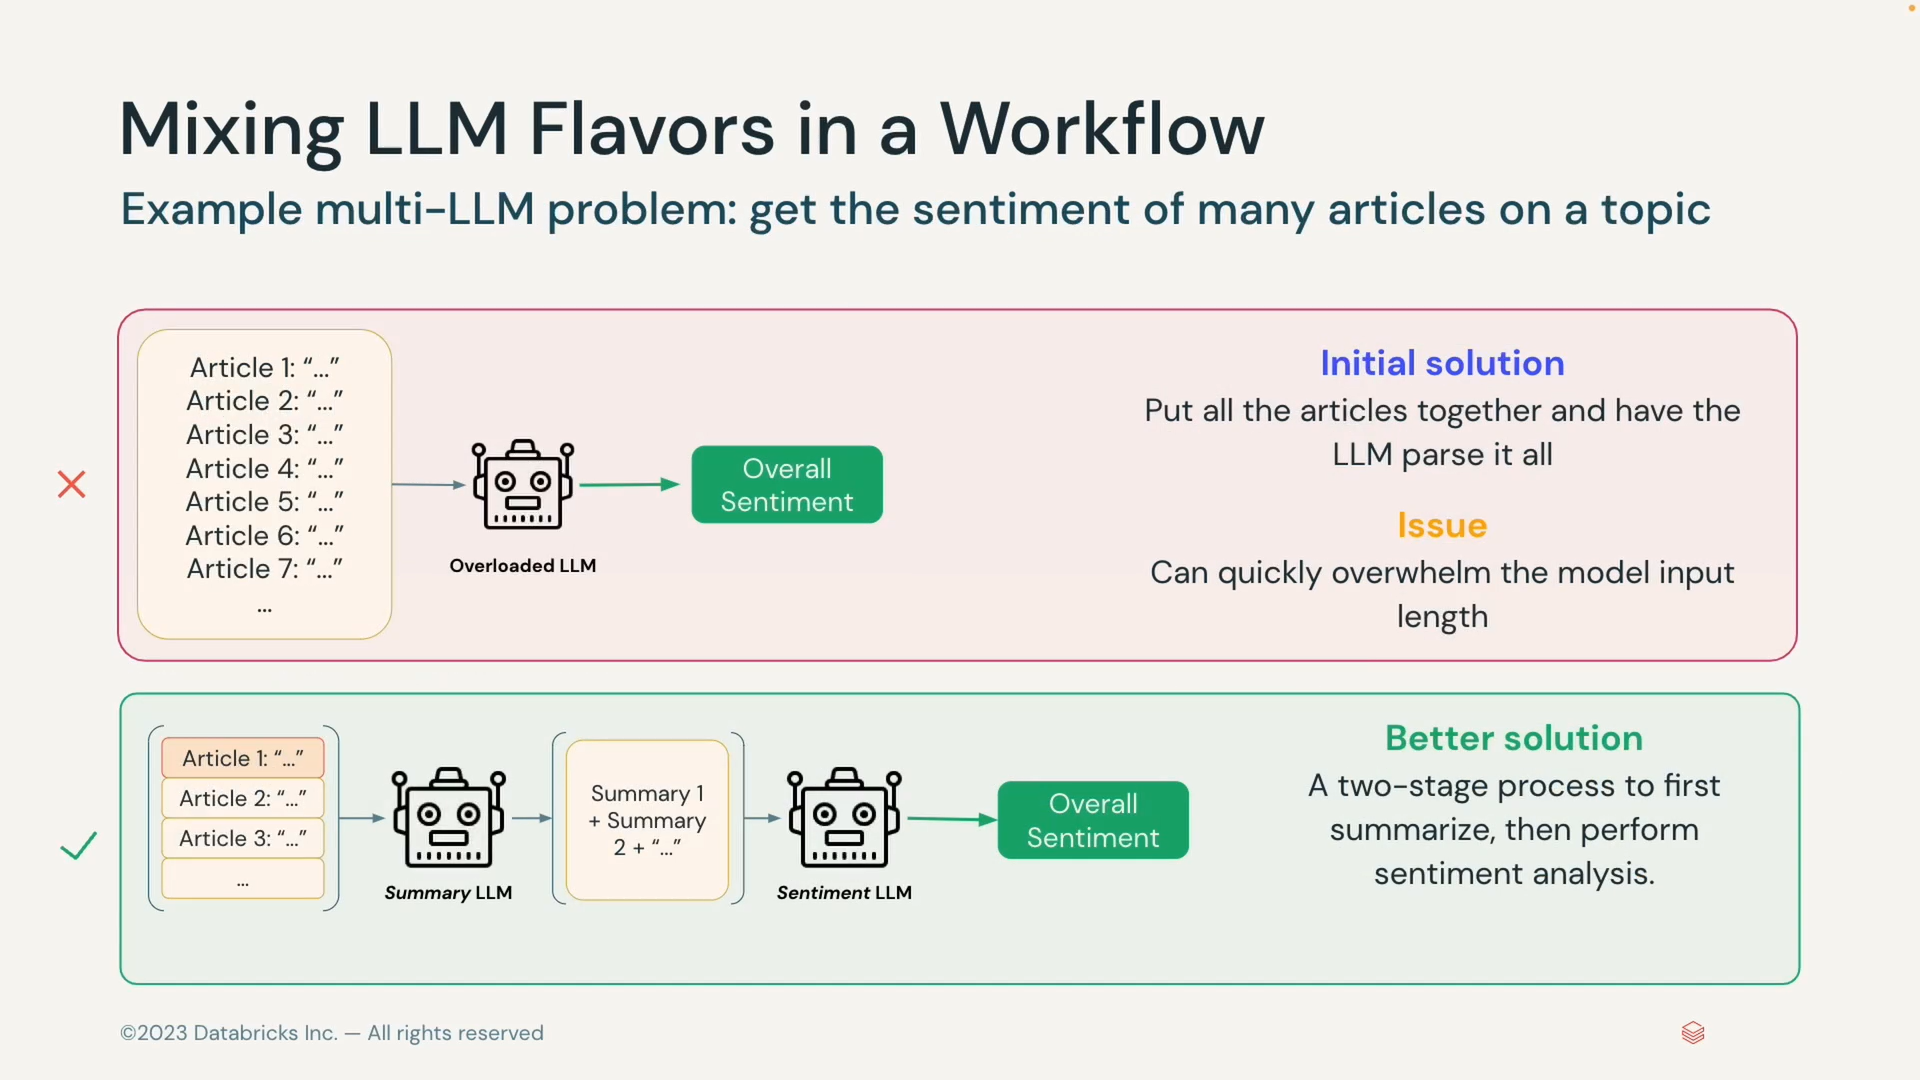 Mixing LLM Flavors in a Workflow
Example multi-LLM problem: get the sentiment of many articles on a topic
Article 1: “...”
Article 2: “...”
Article 3: “...”
Article 4: “...”
Article 5: “...”
Article 6: “...”
Article 7: “...”
...
Overloaded LLM
Overall
Sentiment
Initial solution
Put all the articles together and have the
LLM parse it all
Issue
Can quickly overwhelm the model input
length
Article 1: “...”
Article 2: “...”
Article 3: “...”
...
Summary LLM
Summary 1
+ Summary
2 + “...”
Sentiment LLM
Overall
Sentiment
Better solution
A two-stage process to first
summarize, then perform
sentiment analysis.
©2023 Databricks Inc. — All rights reserved